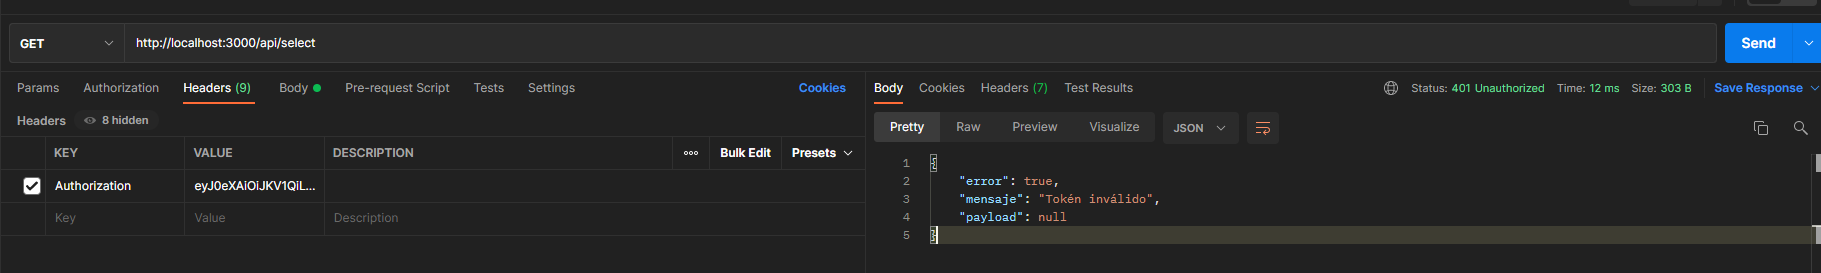 GET http://localhost:3000/api/select Send
Params Authorization Headers (9) Body Pre-request Script Tests Settings Cookies
Headers 8 hidden
KEY VALUE DESCRIPTION ooo Bulk Edit Presets
Authorization eyJ0eXAiOiJKV1QiL...
Key Value Description
Body Cookies Headers (7) Test Results Status: 401 Unauthorized Time: 12 ms Size: 303 B Save Response
Pretty Raw Preview Visualize JSON
1 {
2 "error": true,
3 "mensaje": "Tokén inválido",
4 "payload": null
5 }